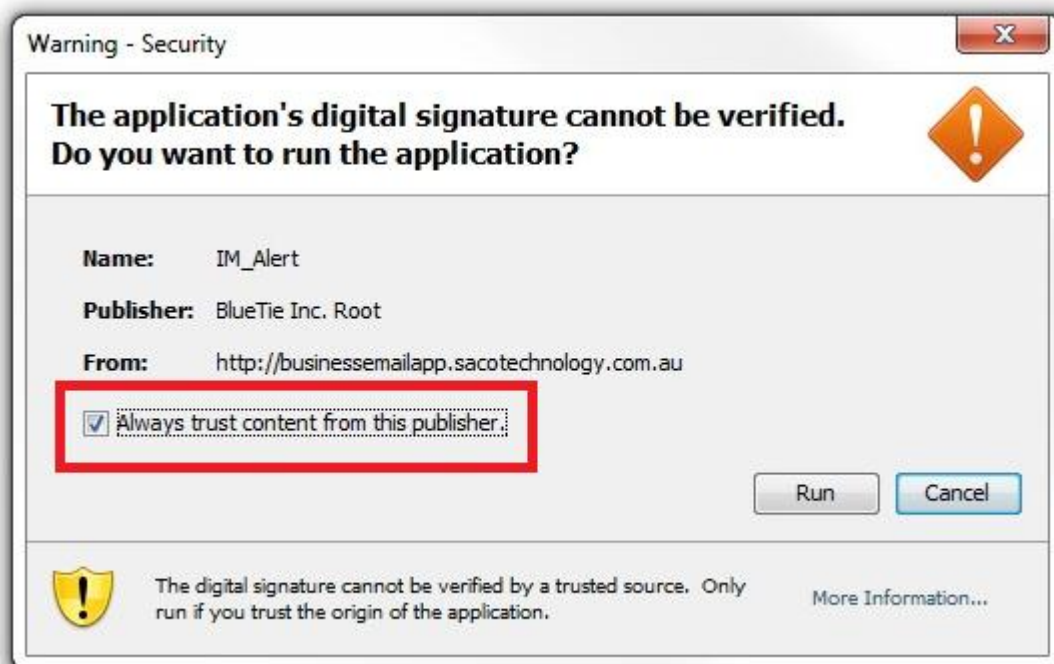 Warning - Security
The application's digital signature cannot be verified.
Do you want to run the application?
Name: IM_Alert
Publisher: BlueTie Inc. Root
From: http://businessemailapp.sacotechnology.com.au
Always trust content from this publisher.
Run Cancel
The digital signature cannot be verified by a trusted source. Only
run if you trust the origin of the application.
More Information...